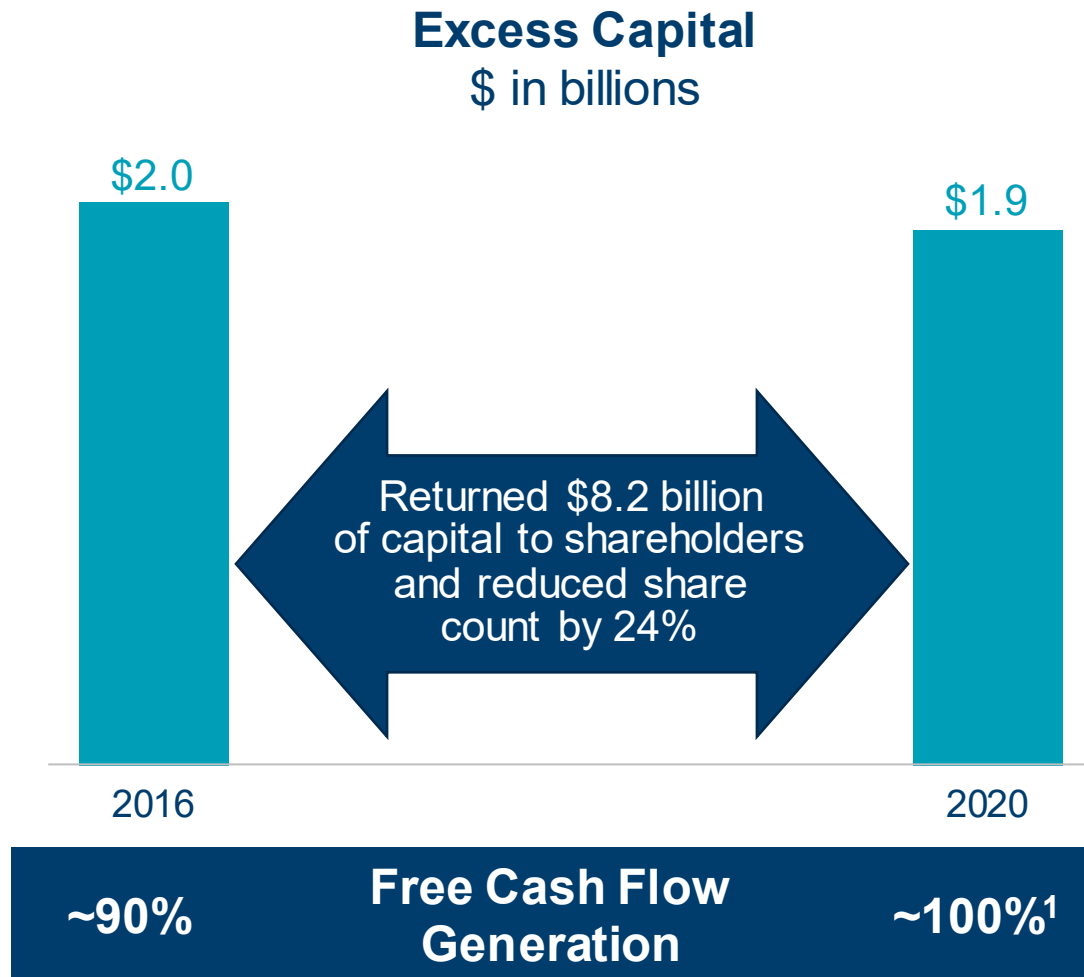 Excess Capital
$ in billions
$2.0
$1.9
Returned $8.2 billion
of capital to shareholders
and reduced share
count by 24%
2016
2020
~90%
Free Cash Flow
Generation
~100%¹